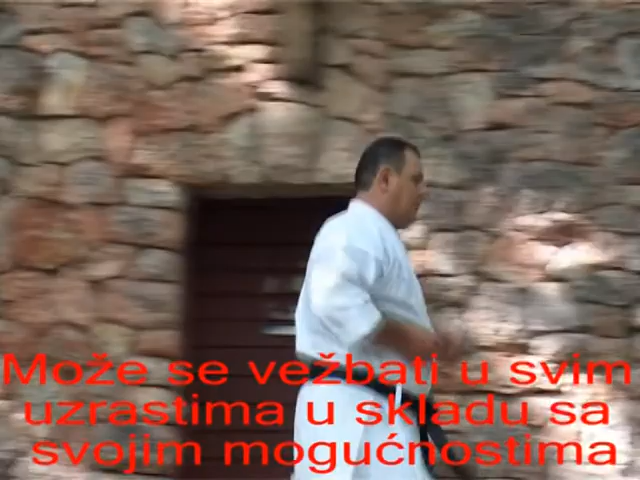 Može se vežbati u svim
uzrastima u skladu sa
svojim mogućnostima